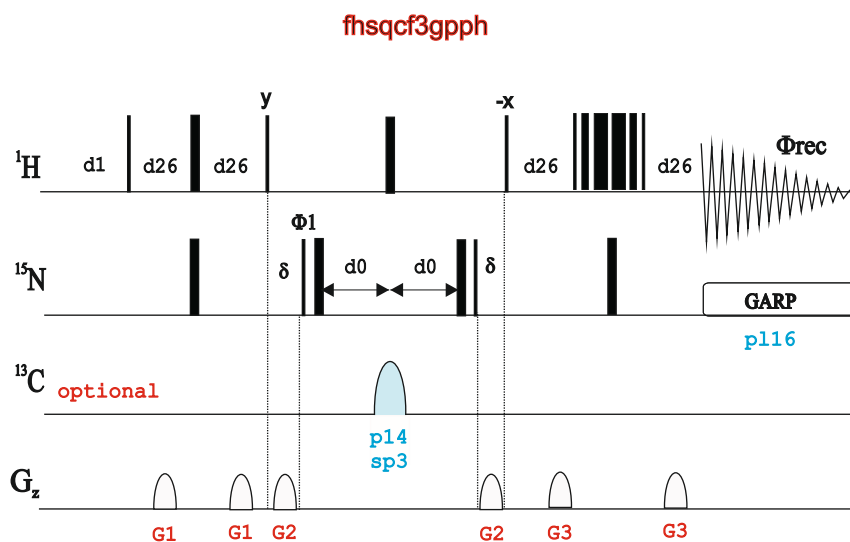 fhsqcf3gpph
y -x
¹H d1 d26 d26 d26 d26 Φrec
Φ1
¹⁵N δ d0 d0 δ
GARP
pl16
¹³C optional
p14
sp3
Gz
G1 G1 G2 G2 G3 G3